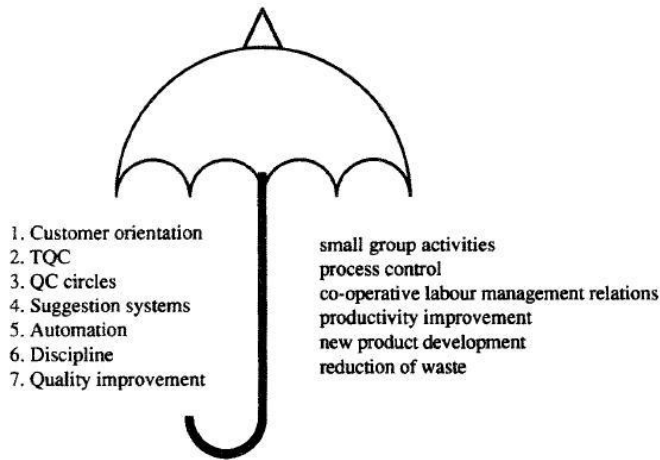 1. Customer orientation
2. TQC
3. QC circles
4. Suggestion systems
5. Automation
6. Discipline
7. Quality improvement
small group activities
process control
co-operative labour management relations
productivity improvement
new product development
reduction of waste